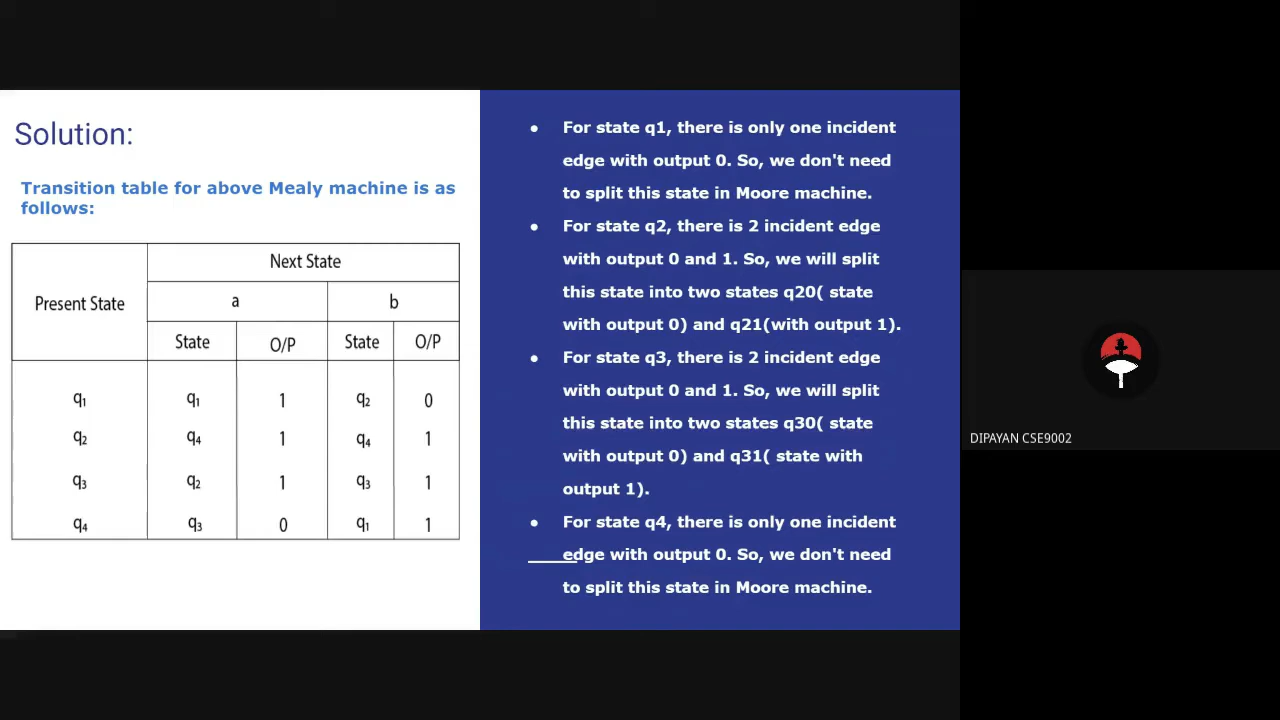 Solution:
Transition table for above Mealy machine is as
follows:
Next State
Present State
a b
State O/P State O/P
q₁ q₁ 1 q₂ 0
q₂ q₄ 1 q₄ 1
q₃ q₂ 1 q₃ 1
q₄ q₃ 0 q₁ 1
• For state q1, there is only one incident
edge with output 0. So, we don't need
to split this state in Moore machine.
• For state q2, there is 2 incident edge
with output 0 and 1. So, we will split
this state into two states q20( state
with output 0) and q21(with output 1).
• For state q3, there is 2 incident edge
with output 0 and 1. So, we will split
this state into two states q30( state
with output 0) and q31( state with
output 1).
• For state q4, there is only one incident
edge with output 0. So, we don't need
to split this state in Moore machine.
DIPAYAN CSE9002